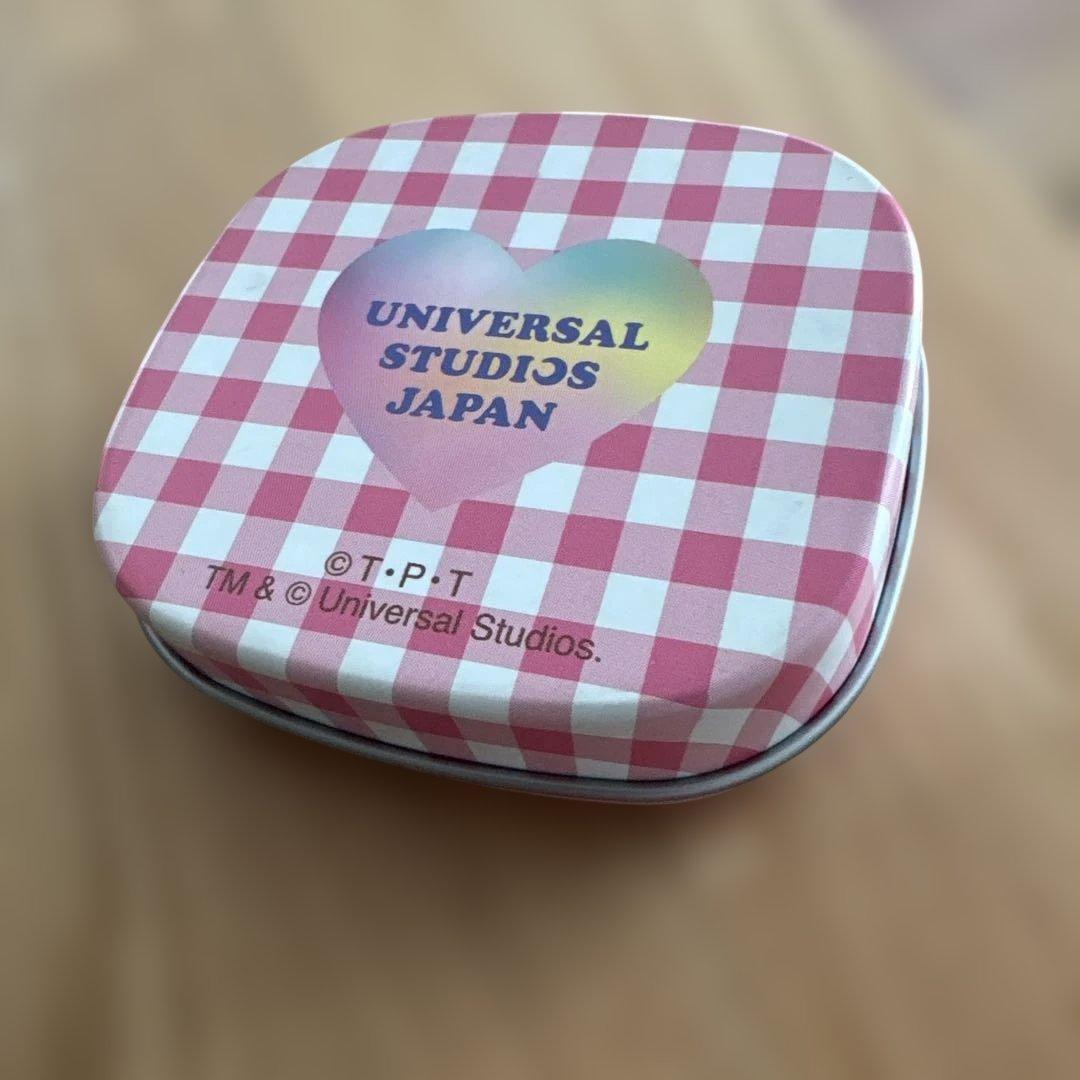 UNIVERSAL
STUDIOS
JAPAN
© T・P・T
TM & © Universal Studios.